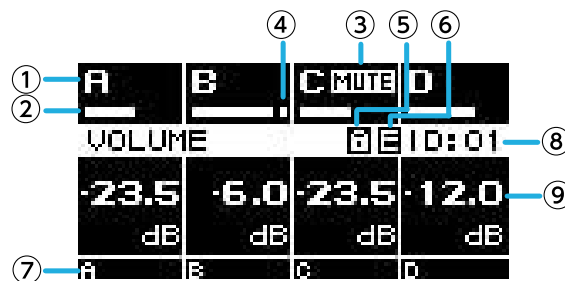 ④ ③ ⑤ ⑥
① A B C MUTE D
②
VOLUME E ID:01 ⑧
-23.5 -6.0 -23.5 -12.0 ⑨
dB dB dB dB
⑦ A B C D